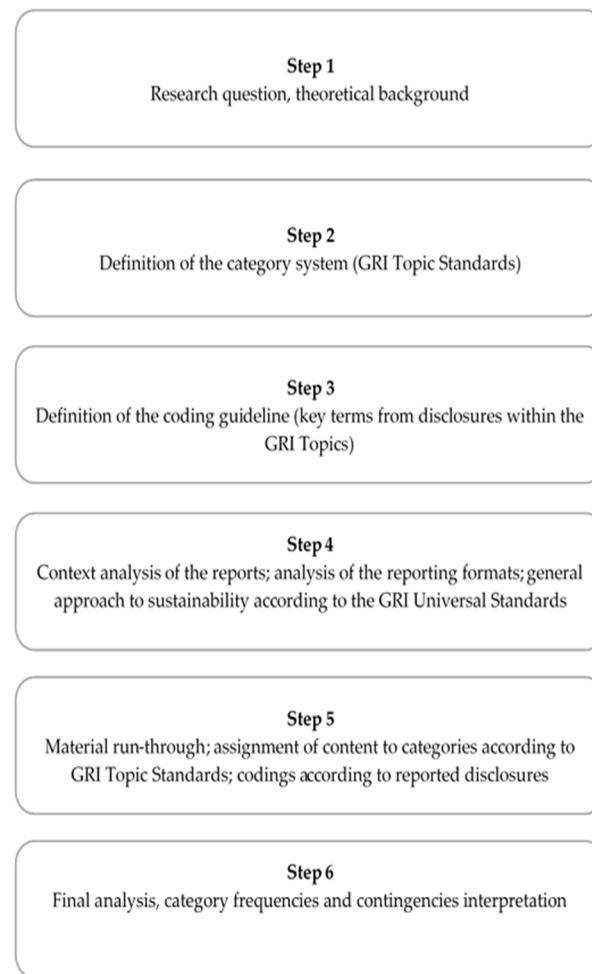 Step 1
Research question, theoretical background
Step 2
Definition of the category system (GRI Topic Standards)
Step 3
Definition of the coding guideline (key terms from disclosures within the
GRI Topics)
Step 4
Context analysis of the reports; analysis of the reporting formats; general
approach to sustainability according to the GRI Universal Standards
Step 5
Material run-through; assignment of content to categories according to
GRI Topic Standards; codings according to reported disclosures
Step 6
Final analysis, category frequencies and contingencies interpretation